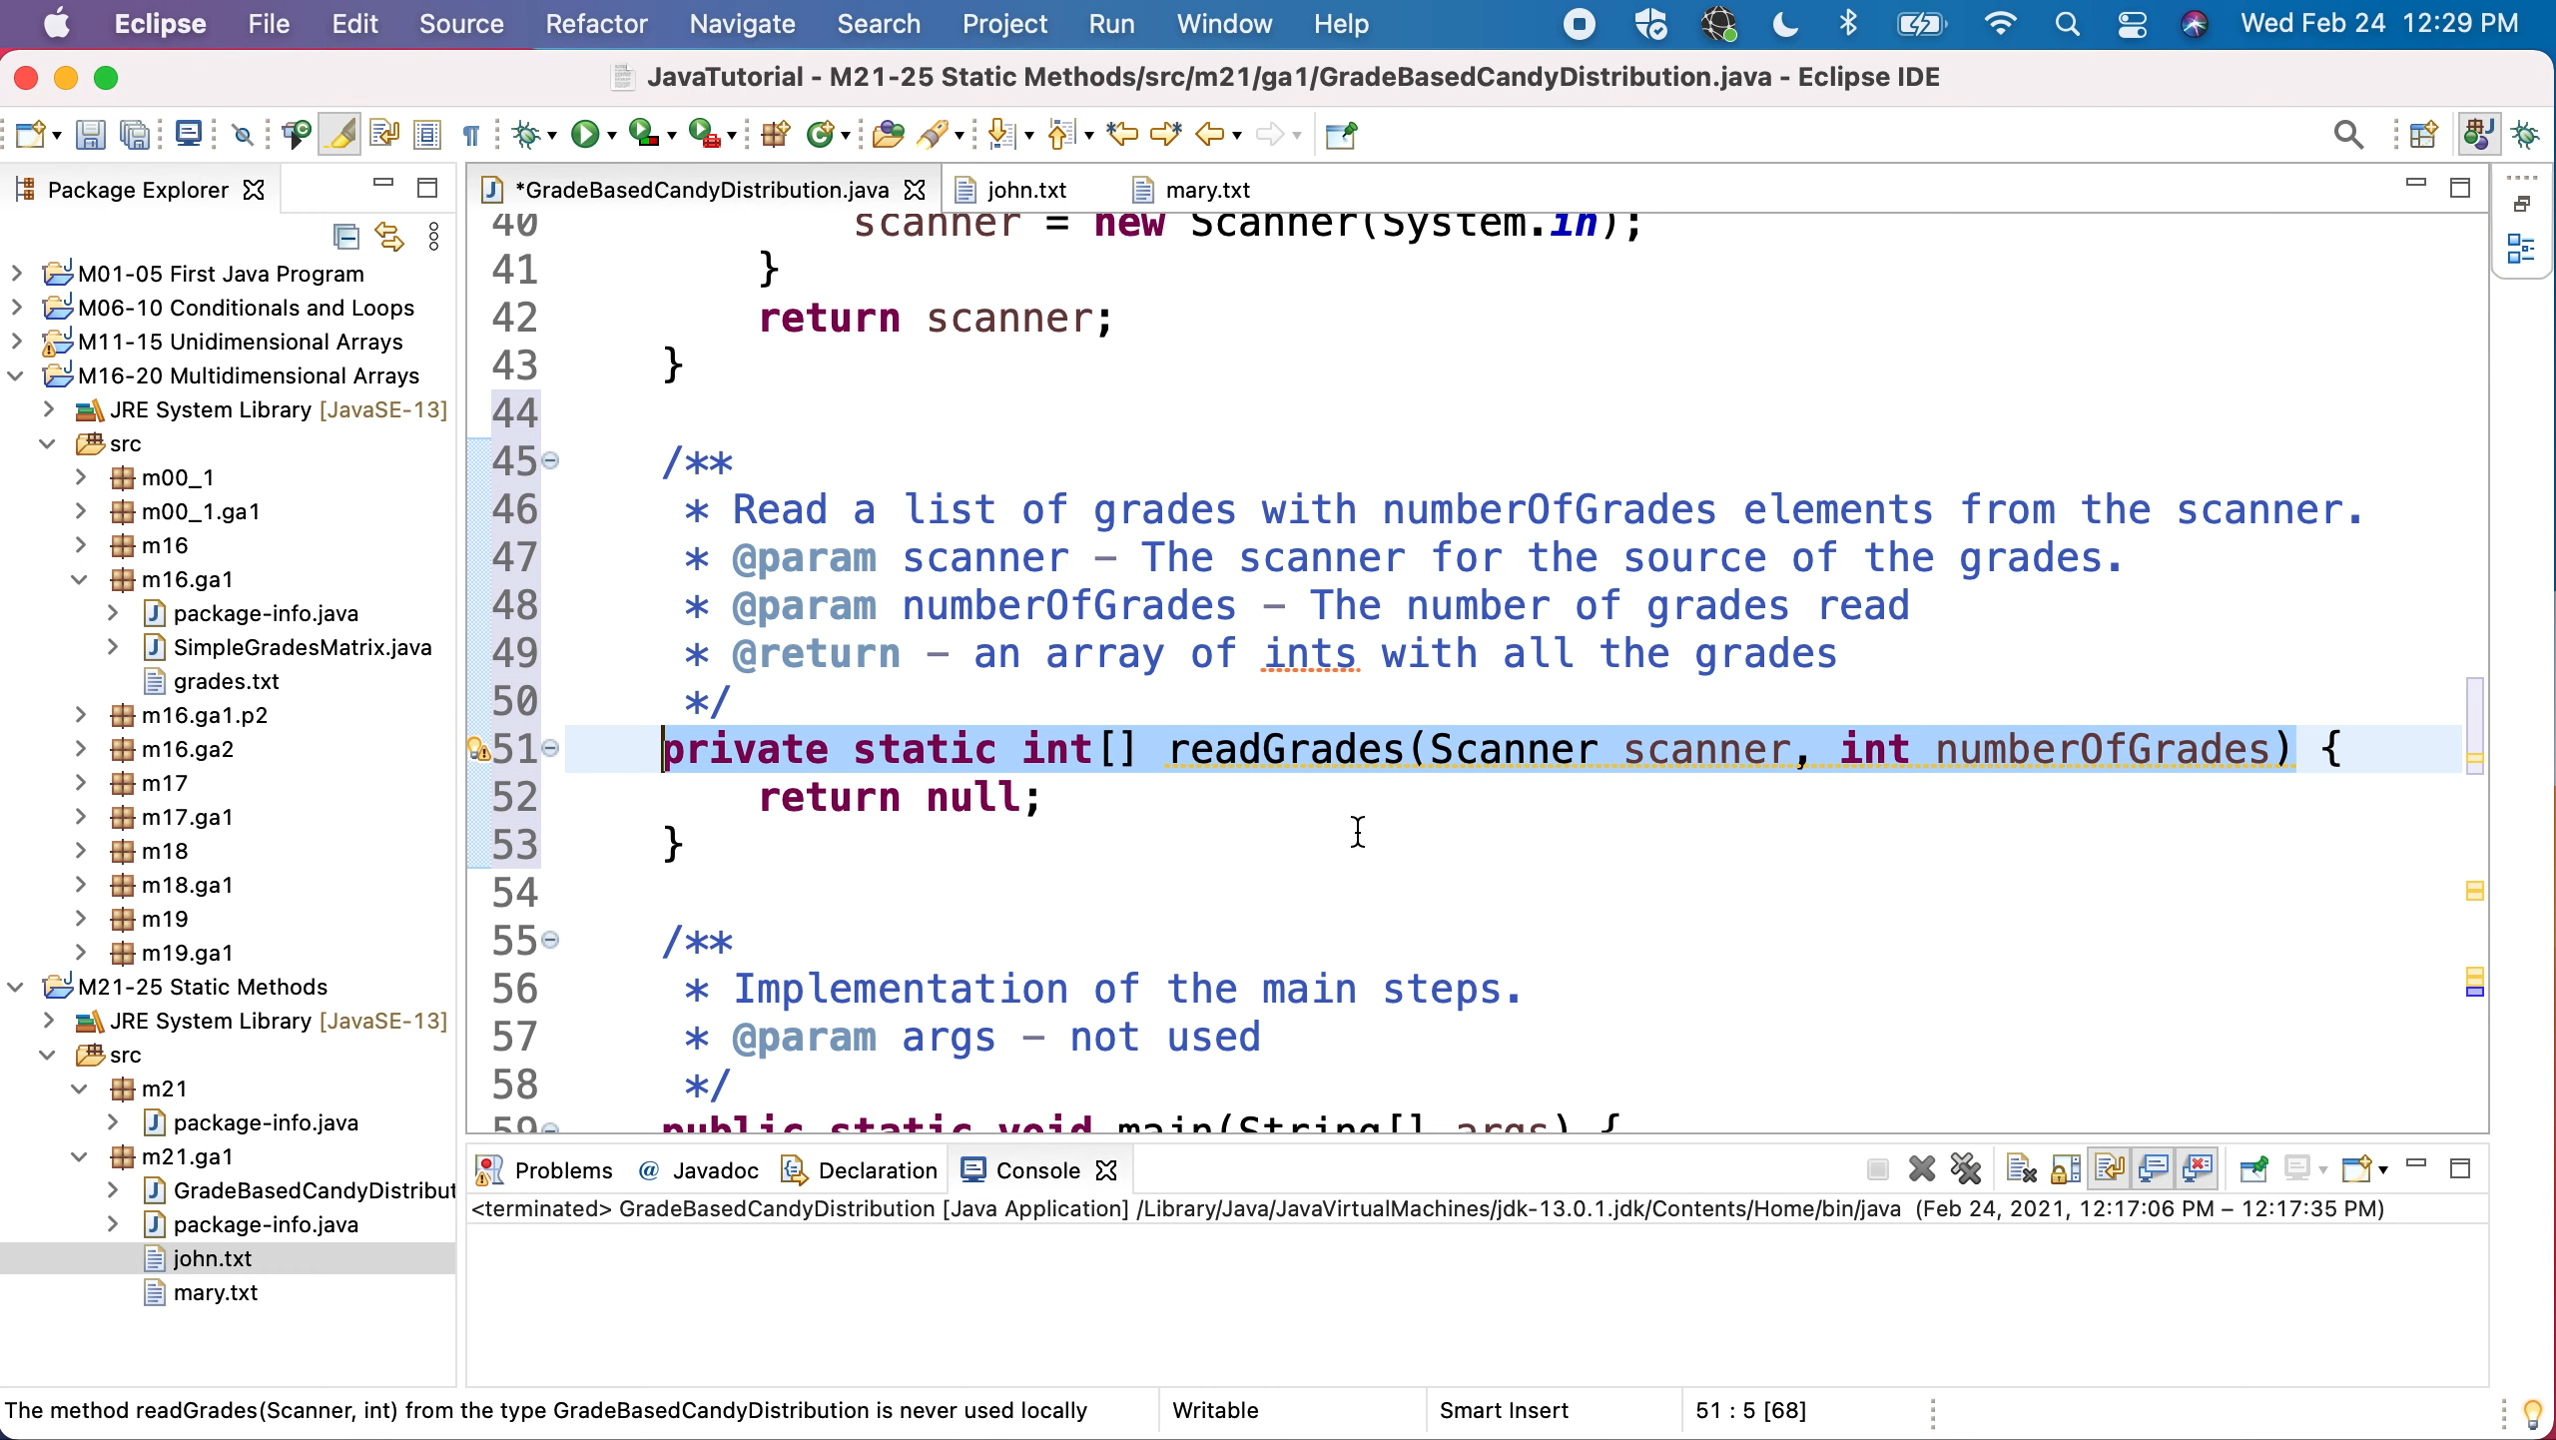 Eclipse File Edit Source Refactor Navigate Search Project Run Window Help Wed Feb 24 12:29 PM
JavaTutorial - M21-25 Static Methods/src/m21/ga1/GradeBasedCandyDistribution.java - Eclipse IDE
Package Explorer
M01-05 First Java Program
M06-10 Conditionals and Loops
M11-15 Unidimensional Arrays
M16-20 Multidimensional Arrays
JRE System Library [JavaSE-13]
src
m00_1
m00_1.ga1
m16
m16.ga1
package-info.java
SimpleGradesMatrix.java
grades.txt
m16.ga1.p2
m16.ga2
m17
m17.ga1
m18
m18.ga1
m19
m19.ga1
M21-25 Static Methods
JRE System Library [JavaSE-13]
src
m21
package-info.java
m21.ga1
GradeBasedCandyDistribut
package-info.java
john.txt
mary.txt
*GradeBasedCandyDistribution.java john.txt mary.txt
40 scanner = new Scanner(System.in);
41 }
42 return scanner;
43 }
44
45 /**
46 * Read a list of grades with numberOfGrades elements from the scanner.
47 * @param scanner – The scanner for the source of the grades.
48 * @param numberOfGrades – The number of grades read
49 * @return – an array of ints with all the grades
50 */
51 private static int[] readGrades(Scanner scanner, int numberOfGrades) {
52 return null;
53 }
54
55 /**
56 * Implementation of the main steps.
57 * @param args – not used
58 */
59 public static void main(String[] args) {
Problems @ Javadoc Declaration Console
<terminated> GradeBasedCandyDistribution [Java Application] /Library/Java/JavaVirtualMachines/jdk-13.0.1.jdk/Contents/Home/bin/java (Feb 24, 2021, 12:17:06 PM – 12:17:35 PM)
The method readGrades(Scanner, int) from the type GradeBasedCandyDistribution is never used locally Writable Smart Insert 51 : 5 [68]